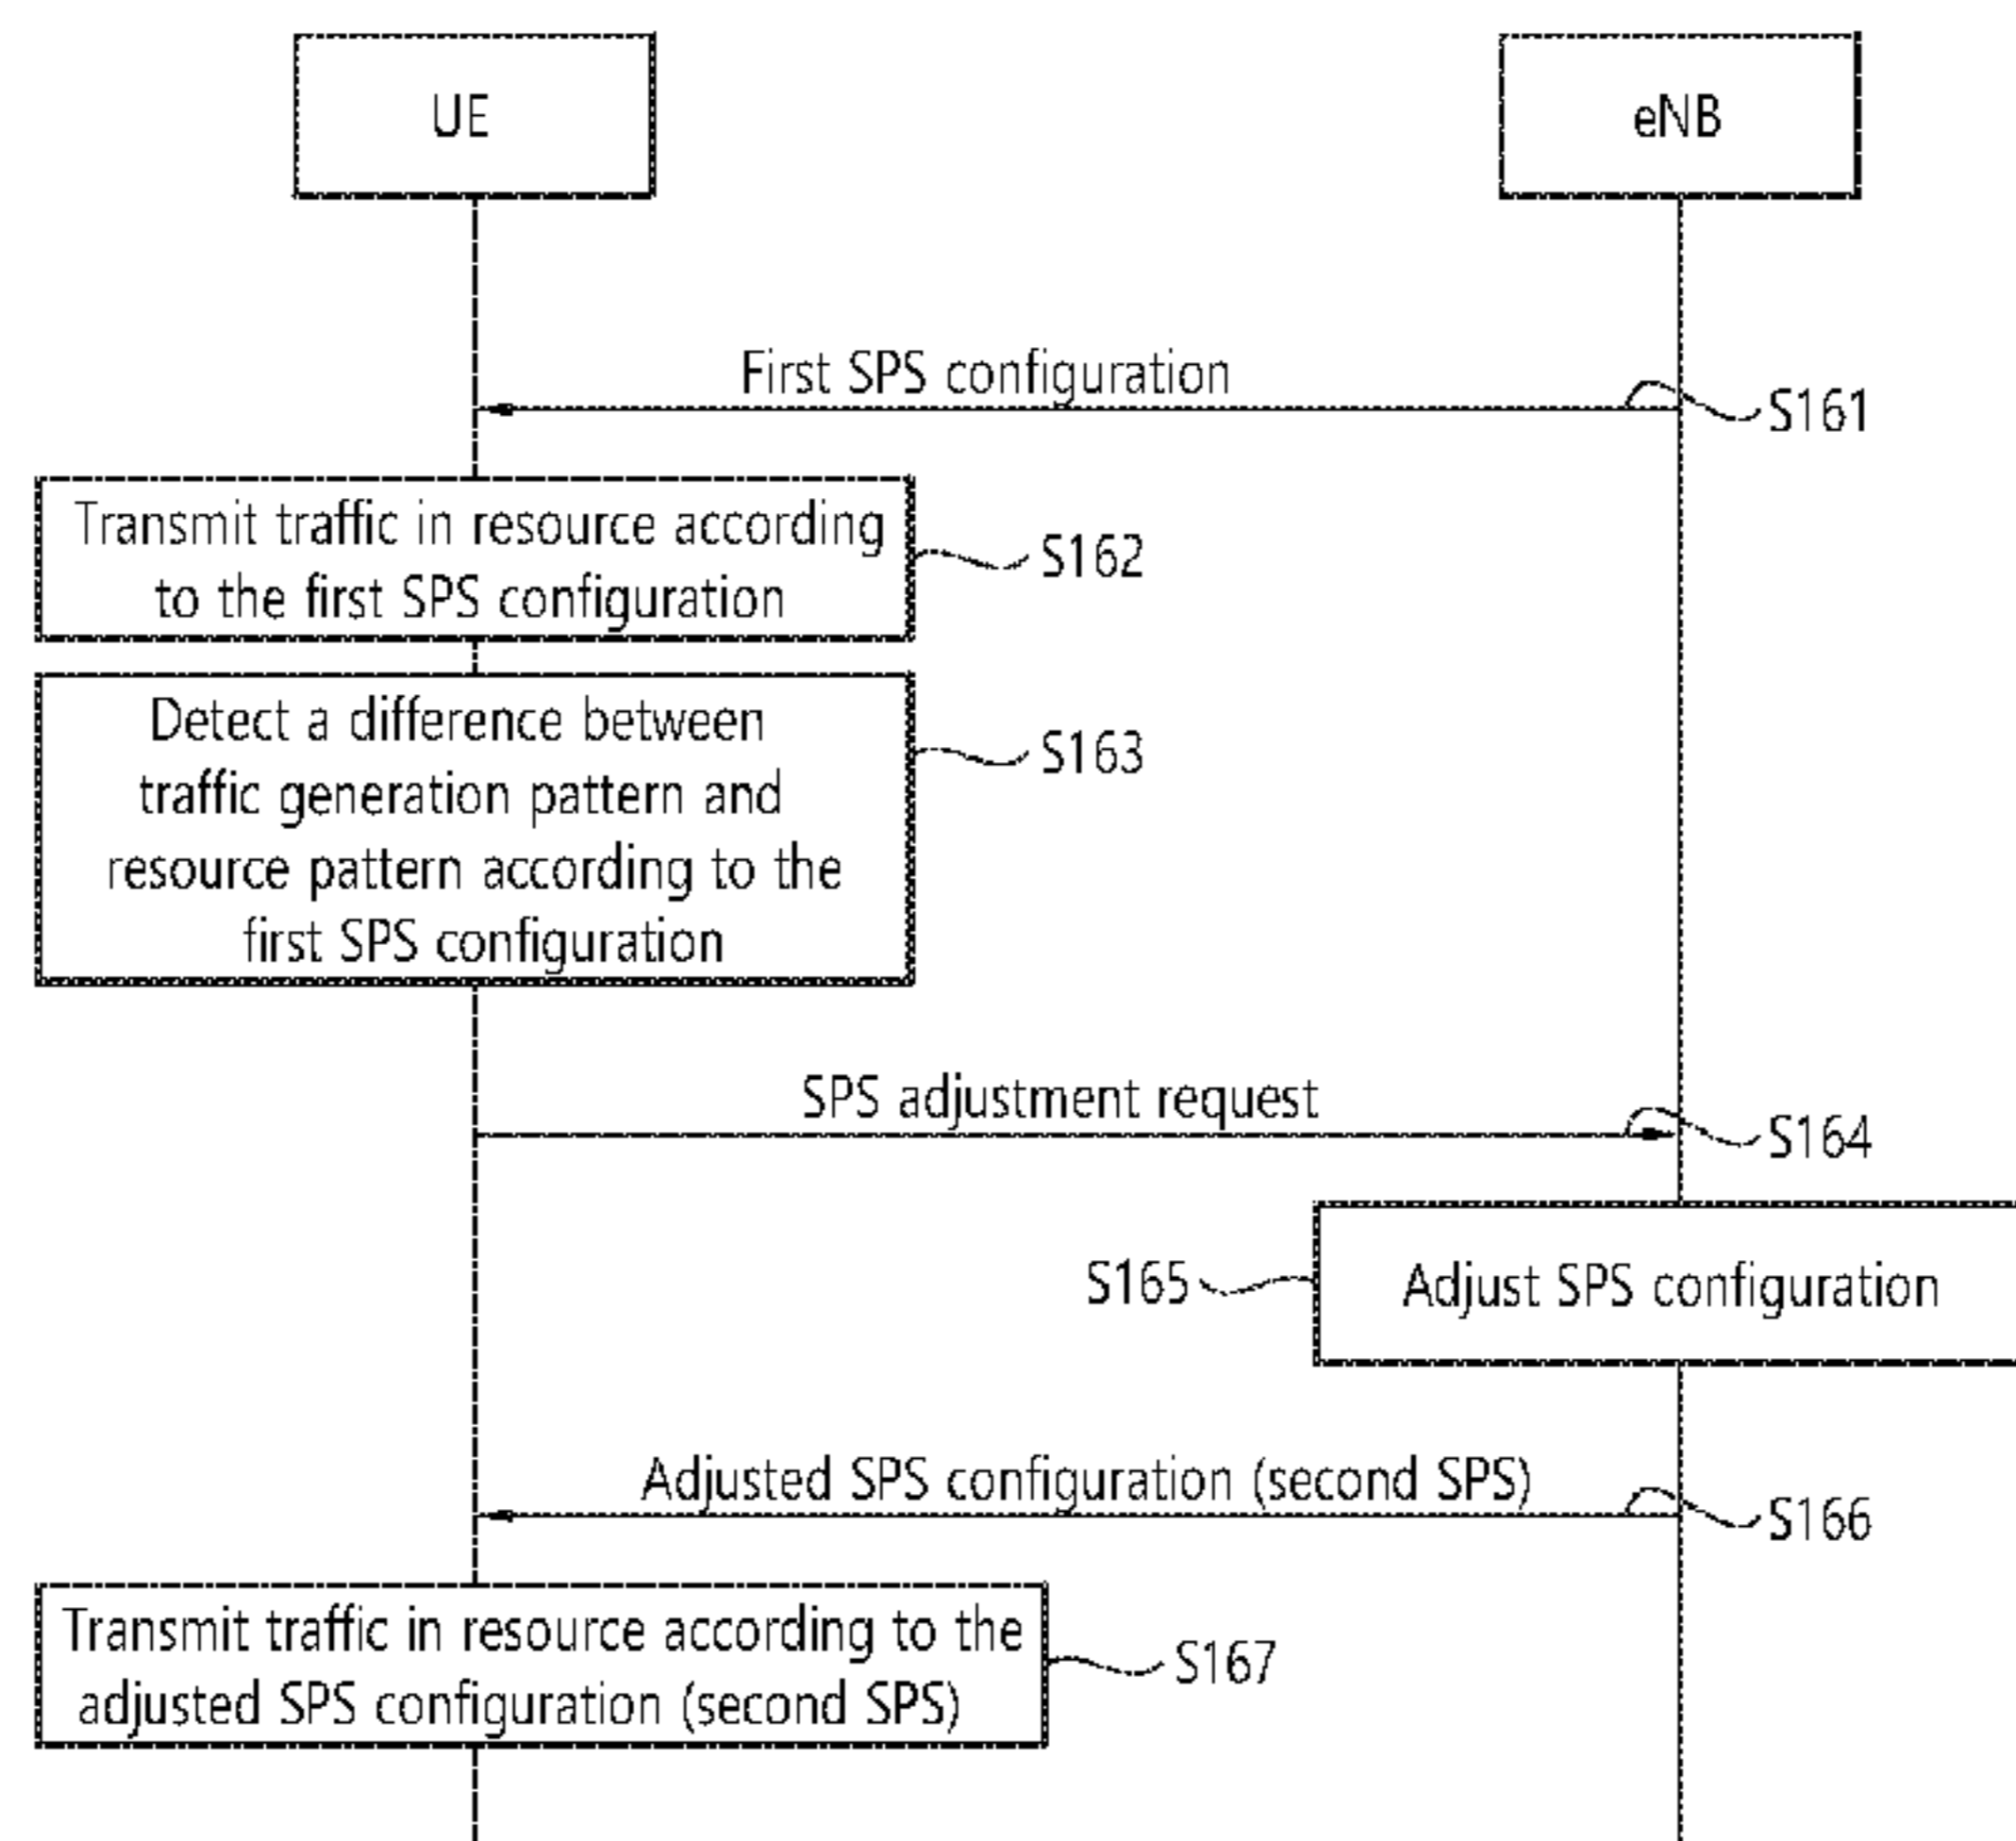 UE
eNB
First SPS configuration
S161
Transmit traffic in resource according
to the first SPS configuration
S162
Detect a difference between
traffic generation pattern and
resource pattern according to the
first SPS configuration
S163
SPS adjustment request
S164
S165
Adjust SPS configuration
Adjusted SPS configuration (second SPS)
S166
Transmit traffic in resource according to the
adjusted SPS configuration (second SPS)
S167